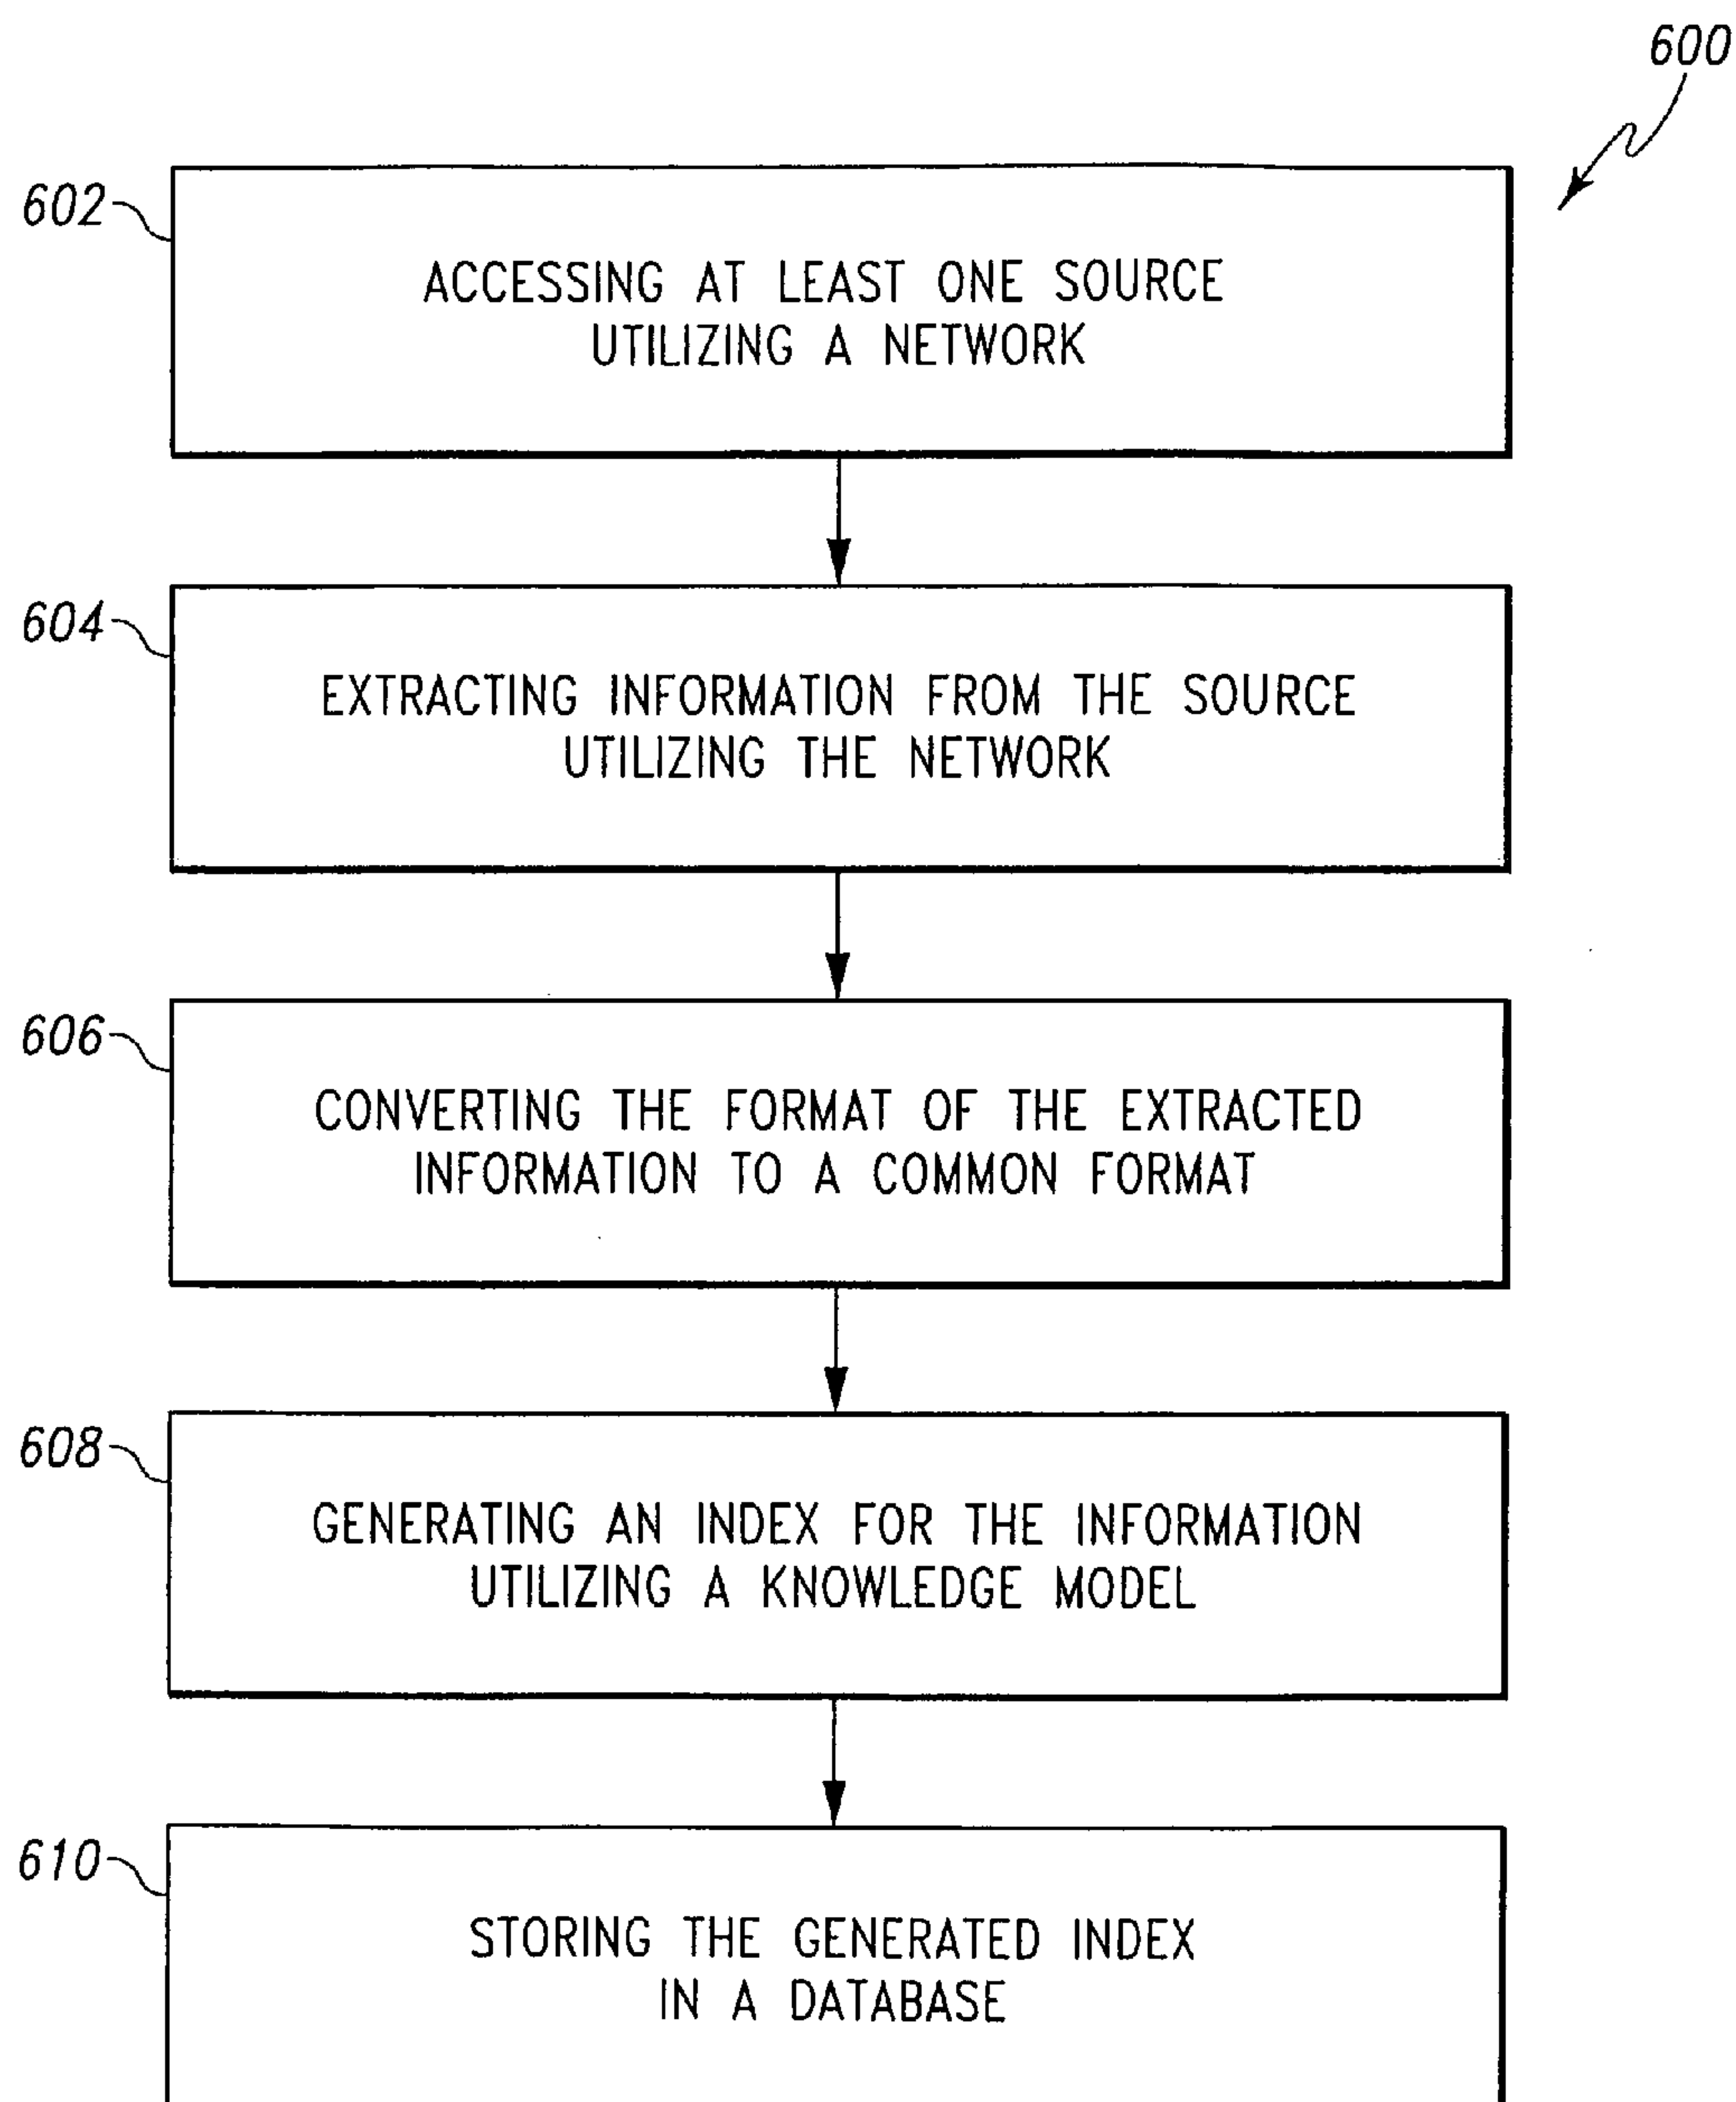 600
602
ACCESSING AT LEAST ONE SOURCE
UTILIZING A NETWORK
604
EXTRACTING INFORMATION FROM THE SOURCE
UTILIZING THE NETWORK
606
CONVERTING THE FORMAT OF THE EXTRACTED
INFORMATION TO A COMMON FORMAT
608
GENERATING AN INDEX FOR THE INFORMATION
UTILIZING A KNOWLEDGE MODEL
610
STORING THE GENERATED INDEX
IN A DATABASE